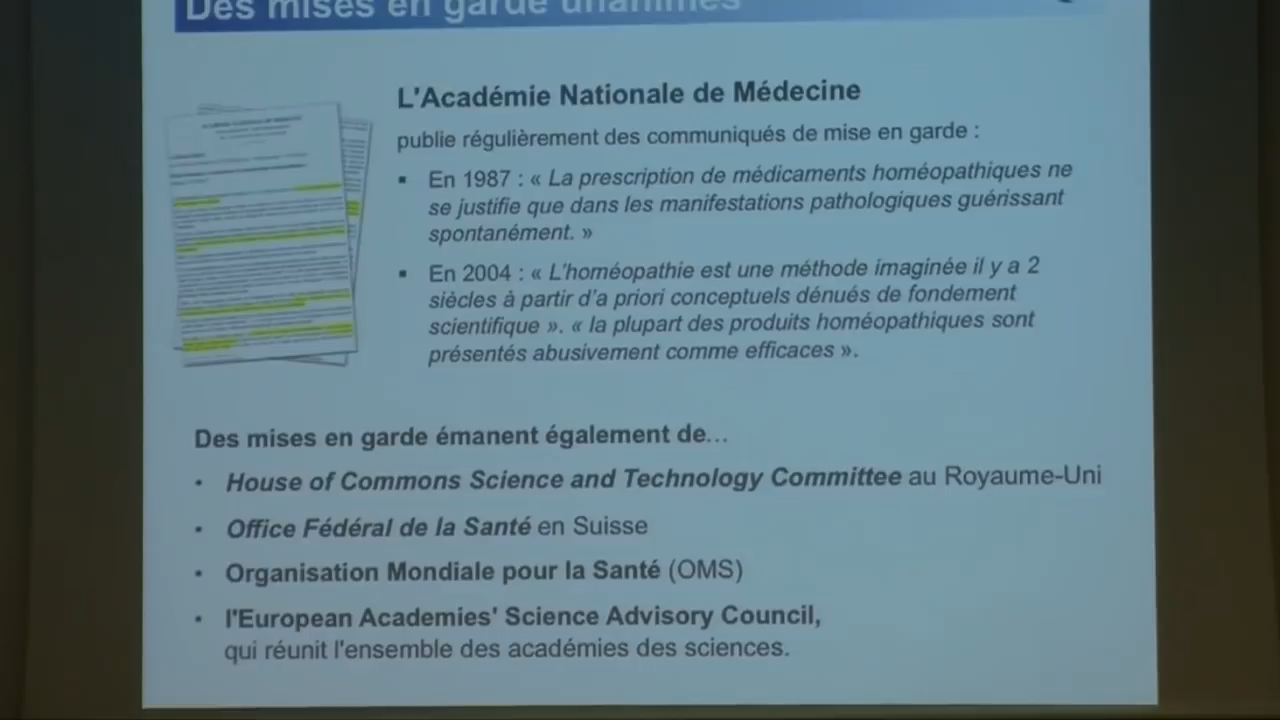 Des mises en garde unanimes
L'Académie Nationale de Médecine
publie régulièrement des communiqués de mise en garde :
▪ En 1987 : « La prescription de médicaments homéopathiques ne
se justifie que dans les manifestations pathologiques guérissant
spontanément. »
▪ En 2004 : « L'homéopathie est une méthode imaginée il y a 2
siècles à partir d'a priori conceptuels dénués de fondement
scientifique ». « la plupart des produits homéopathiques sont
présentés abusivement comme efficaces ».
Des mises en garde émanent également de…
• House of Commons Science and Technology Committee au Royaume-Uni
• Office Fédéral de la Santé en Suisse
• Organisation Mondiale pour la Santé (OMS)
• l'European Academies' Science Advisory Council,
qui réunit l'ensemble des académies des sciences.